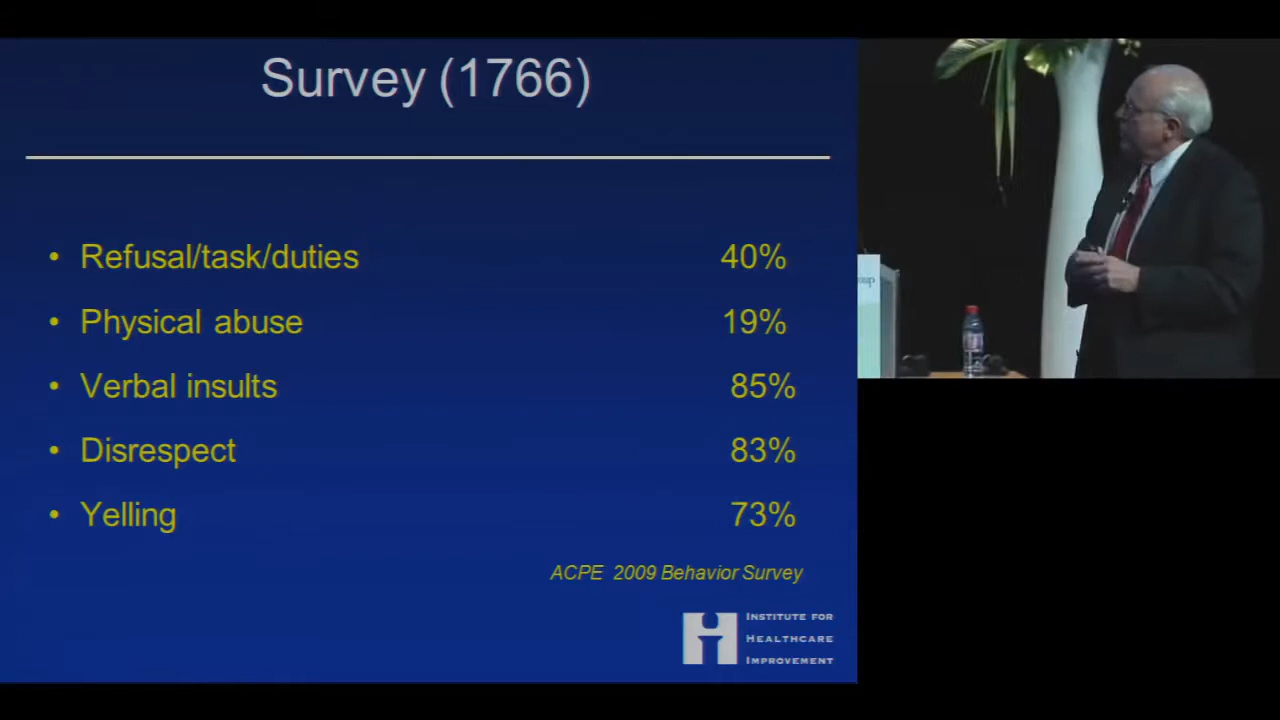 Survey (1766)
• Refusal/task/duties 40%
• Physical abuse 19%
• Verbal insults 85%
• Disrespect 83%
• Yelling 73%
ACPE 2009 Behavior Survey
INSTITUTE FOR
HEALTHCARE
IMPROVEMENT